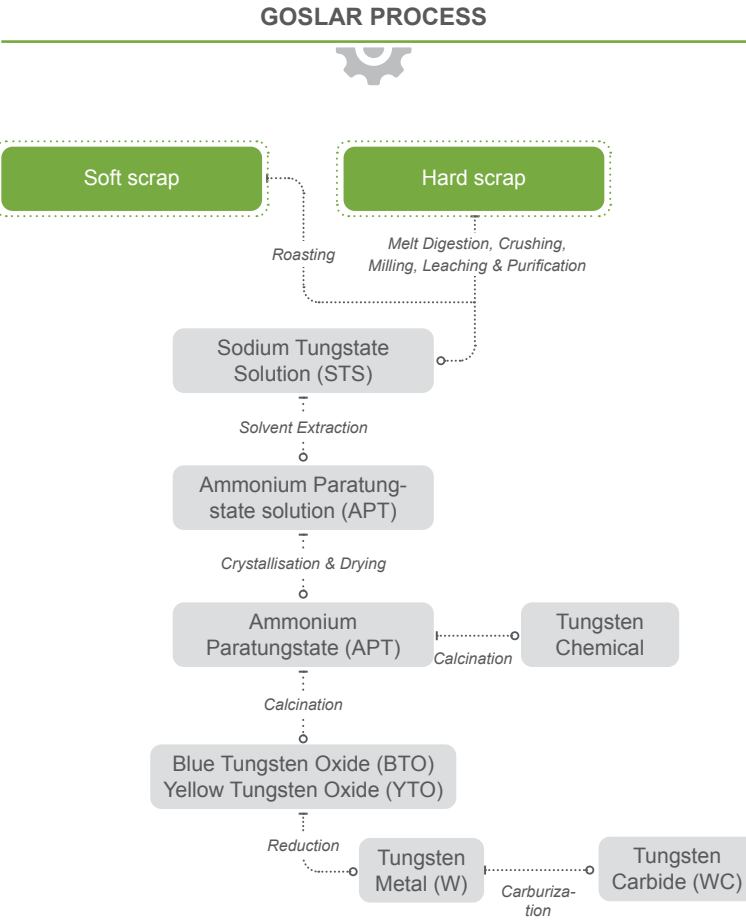 GOSLAR PROCESS
Soft scrap
Hard scrap
Roasting
Melt Digestion, Crushing,
Milling, Leaching & Purification
Sodium Tungstate
Solution (STS)
Solvent Extraction
Ammonium Paratung-
state solution (APT)
Crystallisation & Drying
Ammonium
Paratungstate (APT)
Calcination
Tungsten
Chemical
Calcination
Blue Tungsten Oxide (BTO)
Yellow Tungsten Oxide (YTO)
Reduction
Tungsten
Metal (W)
Carburiza-
tion
Tungsten
Carbide (WC)